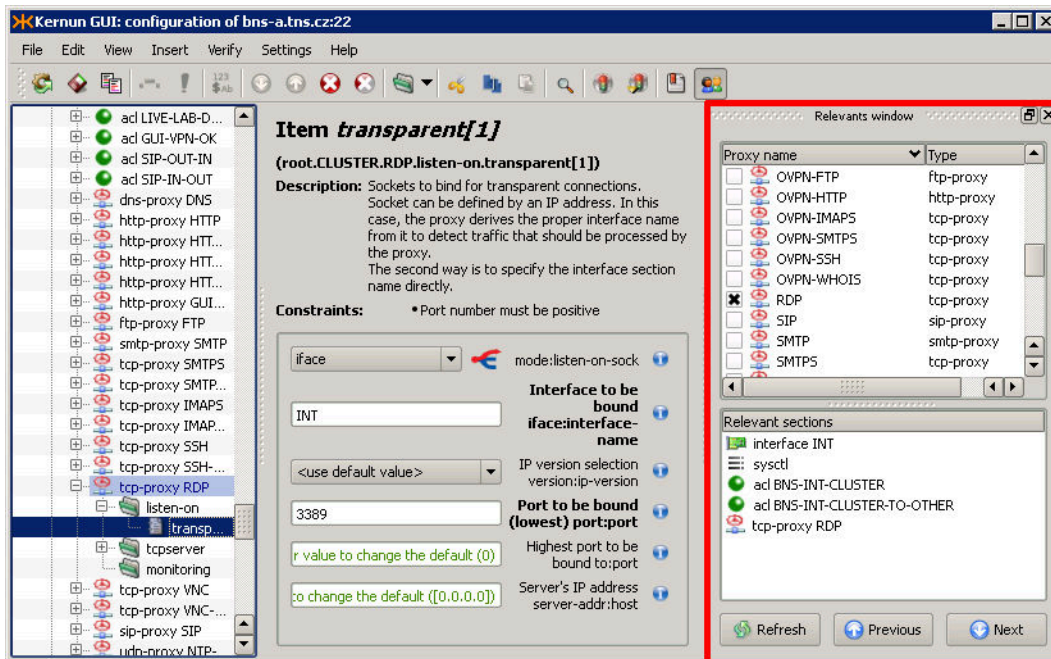 Kernun GUI: configuration of bns-a.tns.cz:22
File Edit View Insert Verify Settings Help
acl LIVE-LAB-D...
acl GUI-VPN-OK
acl SIP-OUT-IN
acl SIP-IN-OUT
dns-proxy DNS
http-proxy HTTP
http-proxy HTT...
http-proxy HTT...
http-proxy HTT...
http-proxy GUI...
ftp-proxy FTP
smtp-proxy SMTP
tcp-proxy SMTPS
tcp-proxy SMTP...
tcp-proxy IMAPS
tcp-proxy IMAP...
tcp-proxy SSH
tcp-proxy SSH-...
tcp-proxy RDP
listen-on
transp...
tcpserver
monitoring
tcp-proxy VNC
tcp-proxy VNC-...
sip-proxy SIP
udp-proxy NTP-
Item transparent[1]
(root.CLUSTER.RDP.listen-on.transparent[1])
Description: Sockets to bind for transparent connections.
Socket can be defined by an IP address. In this
case, the proxy derives the proper interface name
from it to detect traffic that should be processed by
the proxy.
The second way is to specify the interface section
name directly.
Constraints: •Port number must be positive
iface mode:listen-on-sock
Interface to be
bound
INT iface:interface-
name
<use default value> IP version selection
version:ip-version
3389 Port to be bound
(lowest) port:port
r value to change the default (0) Highest port to be
bound to:port
to change the default ([0.0.0.0]) Server's IP address
server-addr:host
Relevants window
Proxy name Type
OVPN-FTP ftp-proxy
OVPN-HTTP http-proxy
OVPN-IMAPS tcp-proxy
OVPN-SMTPS tcp-proxy
OVPN-SSH tcp-proxy
OVPN-WHOIS tcp-proxy
RDP tcp-proxy
SIP sip-proxy
SMTP smtp-proxy
SMTPS tcp-proxy
Relevant sections
interface INT
sysctl
acl BNS-INT-CLUSTER
acl BNS-INT-CLUSTER-TO-OTHER
tcp-proxy RDP
Refresh Previous Next